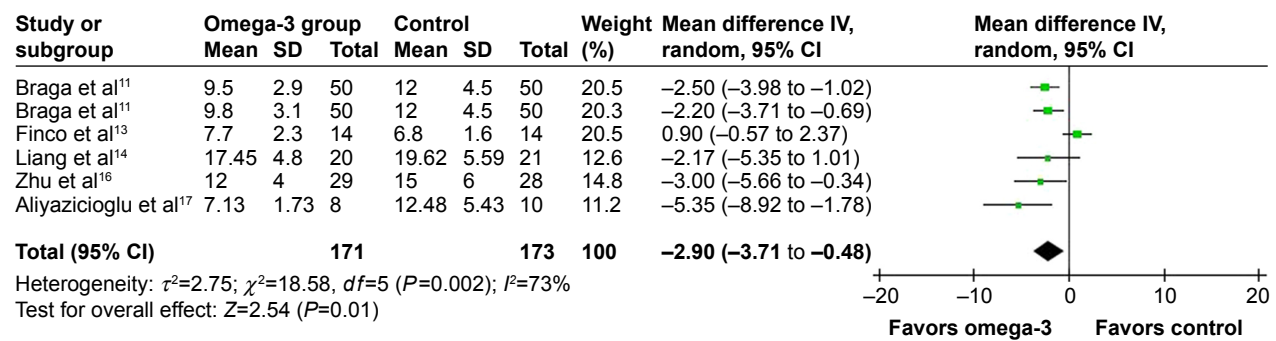 Study or Omega-3 group Control Weight Mean difference IV, Mean difference IV,
subgroup Mean SD Total Mean SD Total (%) random, 95% CI random, 95% CI
Braga et al¹¹ 9.5 2.9 50 12 4.5 50 20.5 –2.50 (–3.98 to –1.02)
Braga et al¹¹ 9.8 3.1 50 12 4.5 50 20.3 –2.20 (–3.71 to –0.69)
Finco et al¹³ 7.7 2.3 14 6.8 1.6 14 20.5 0.90 (–0.57 to 2.37)
Liang et al¹⁴ 17.45 4.8 20 19.62 5.59 21 12.6 –2.17 (–5.35 to 1.01)
Zhu et al¹⁶ 12 4 29 15 6 28 14.8 –3.00 (–5.66 to –0.34)
Aliyazicioglu et al¹⁷ 7.13 1.73 8 12.48 5.43 10 11.2 –5.35 (–8.92 to –1.78)
Total (95% CI) 171 173 100 –2.90 (–3.71 to –0.48)
Heterogeneity: τ²=2.75; χ²=18.58, df=5 (P=0.002); I²=73%
Test for overall effect: Z=2.54 (P=0.01)
–20 –10 0 10 20
Favors omega-3 Favors control